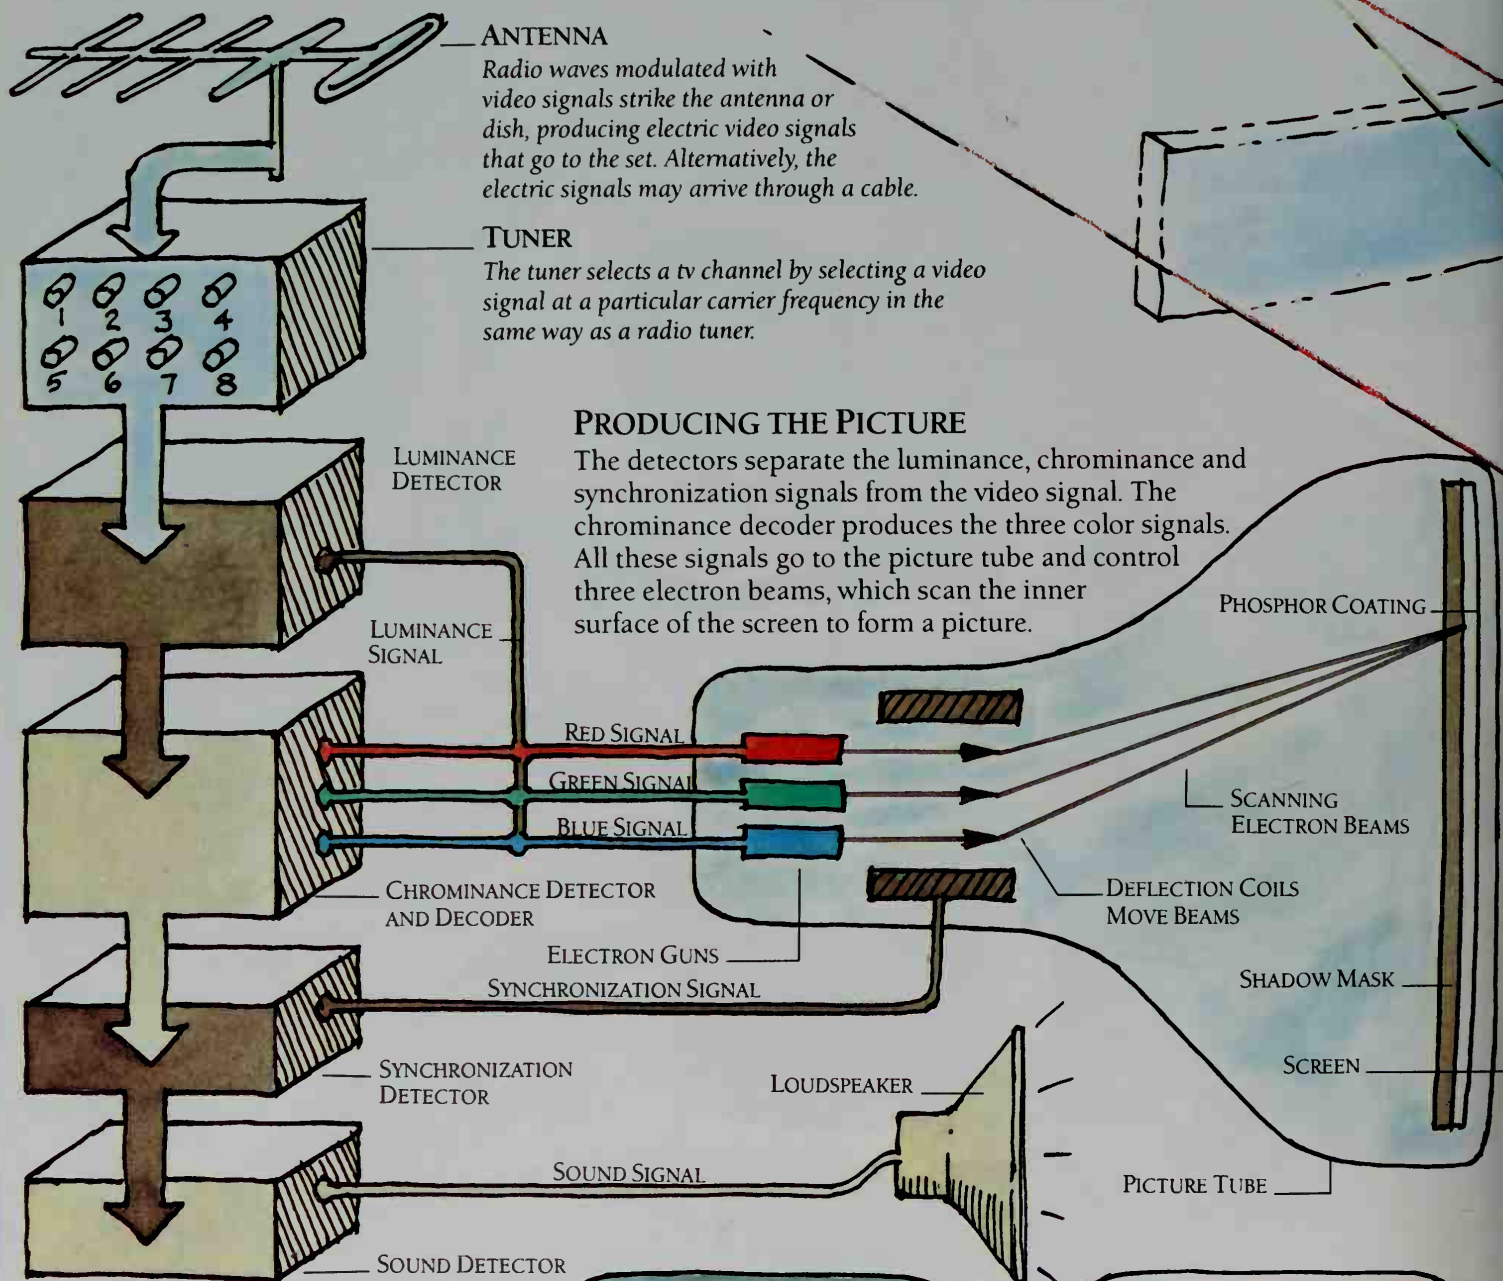 ANTENNA
Radio waves modulated with
video signals strike the antenna or
dish, producing electric video signals
that go to the set. Alternatively, the
electric signals may arrive through a cable.
TUNER
The tuner selects a tv channel by selecting a video
signal at a particular carrier frequency in the
same way as a radio tuner.
1 2 3 4
5 6 7 8
PRODUCING THE PICTURE
The detectors separate the luminance, chrominance and
synchronization signals from the video signal. The
chrominance decoder produces the three color signals.
All these signals go to the picture tube and control
three electron beams, which scan the inner
surface of the screen to form a picture.
LUMINANCE
DETECTOR
LUMINANCE
SIGNAL
PHOSPHOR COATING
RED SIGNAL
GREEN SIGNAL
BLUE SIGNAL
SCANNING
ELECTRON BEAMS
CHROMINANCE DETECTOR
AND DECODER
DEFLECTION COILS
MOVE BEAMS
ELECTRON GUNS
SYNCHRONIZATION SIGNAL
SHADOW MASK
SYNCHRONIZATION
DETECTOR
LOUDSPEAKER
SCREEN
SOUND SIGNAL
PICTURE TUBE
SOUND DETECTOR